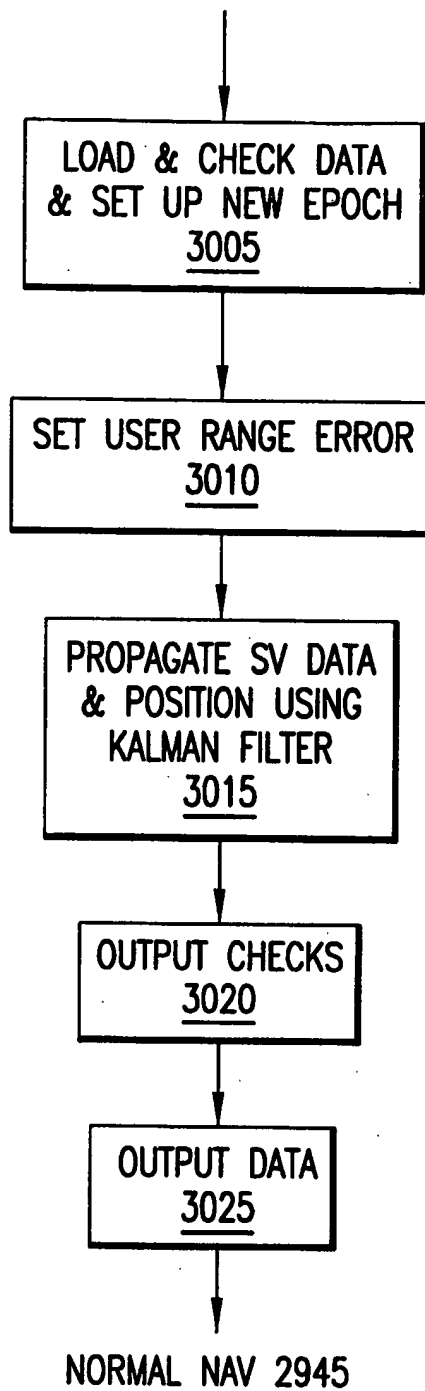 LOAD & CHECK DATA
& SET UP NEW EPOCH
3005
SET USER RANGE ERROR
3010
PROPAGATE SV DATA
& POSITION USING
KALMAN FILTER
3015
OUTPUT CHECKS
3020
OUTPUT DATA
3025
NORMAL NAV 2945